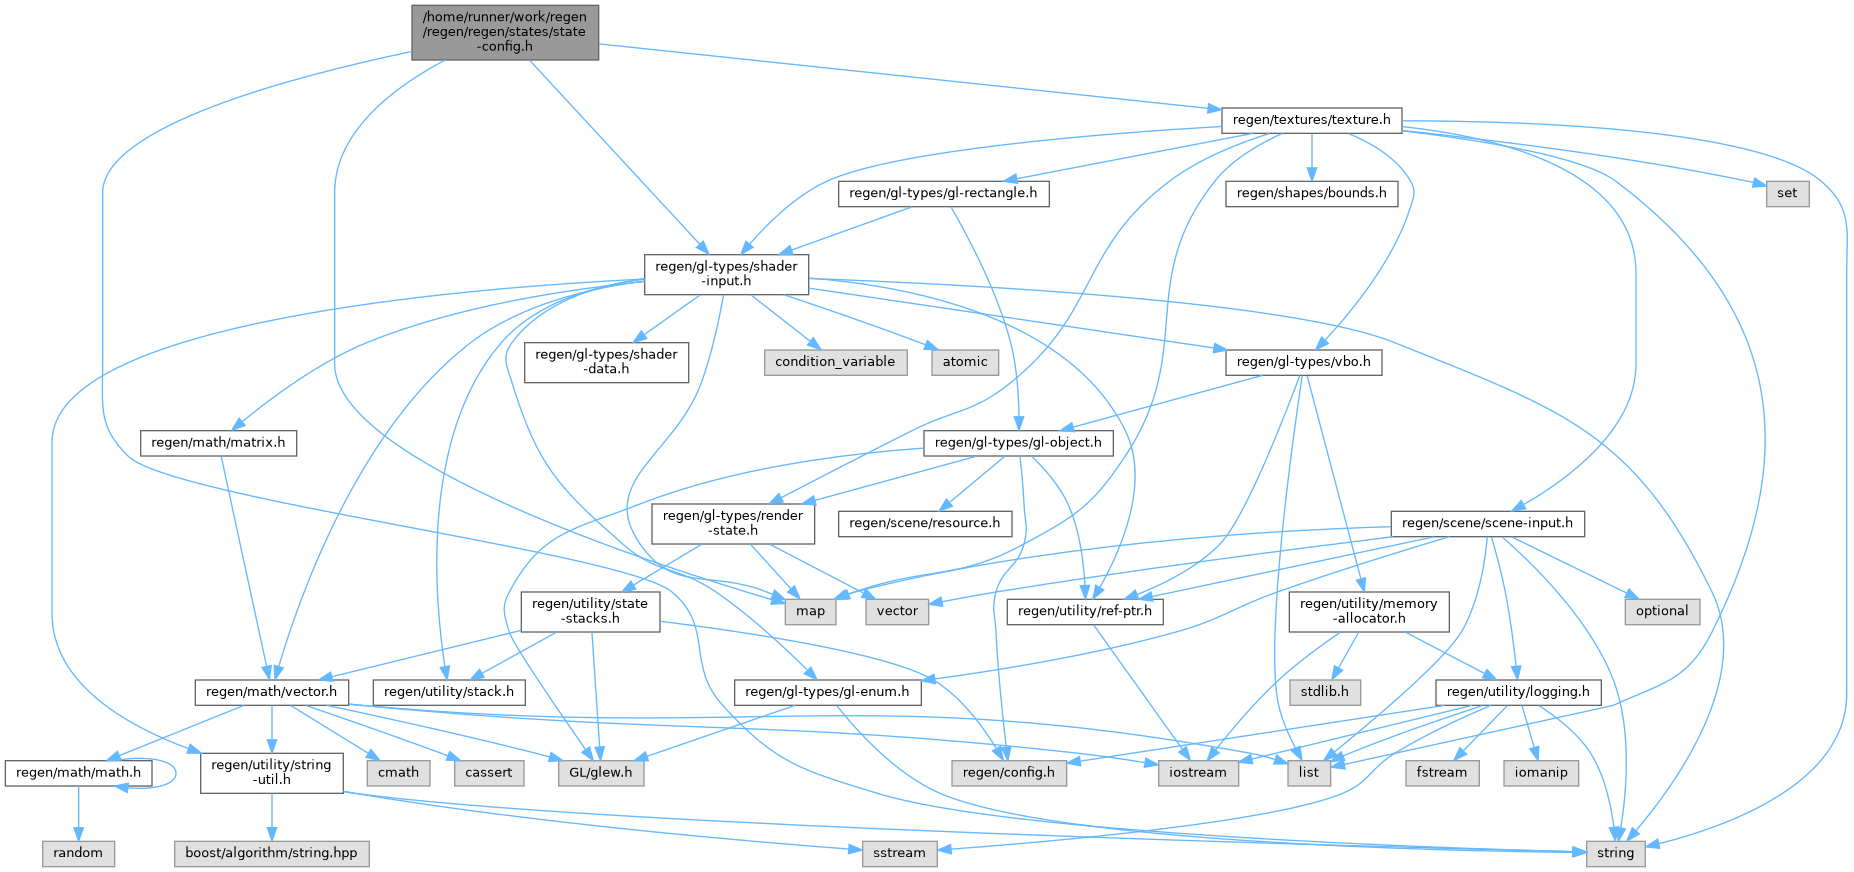 /home/runner/work/regen
/regen/regen/states/state
-config.h
regen/textures/texture.h
regen/gl-types/gl-rectangle.h
regen/shapes/bounds.h
set
regen/gl-types/shader
-input.h
regen/gl-types/shader
-data.h
condition_variable
atomic
regen/gl-types/vbo.h
regen/math/matrix.h
regen/gl-types/gl-object.h
regen/gl-types/render
-state.h
regen/scene/resource.h
regen/scene/scene-input.h
regen/utility/state
-stacks.h
map
vector
regen/utility/ref-ptr.h
regen/utility/memory
-allocator.h
optional
regen/math/vector.h
regen/utility/stack.h
regen/gl-types/gl-enum.h
stdlib.h
regen/utility/logging.h
regen/math/math.h
regen/utility/string
-util.h
cmath
cassert
GL/glew.h
regen/config.h
iostream
list
fstream
iomanip
random
boost/algorithm/string.hpp
sstream
string